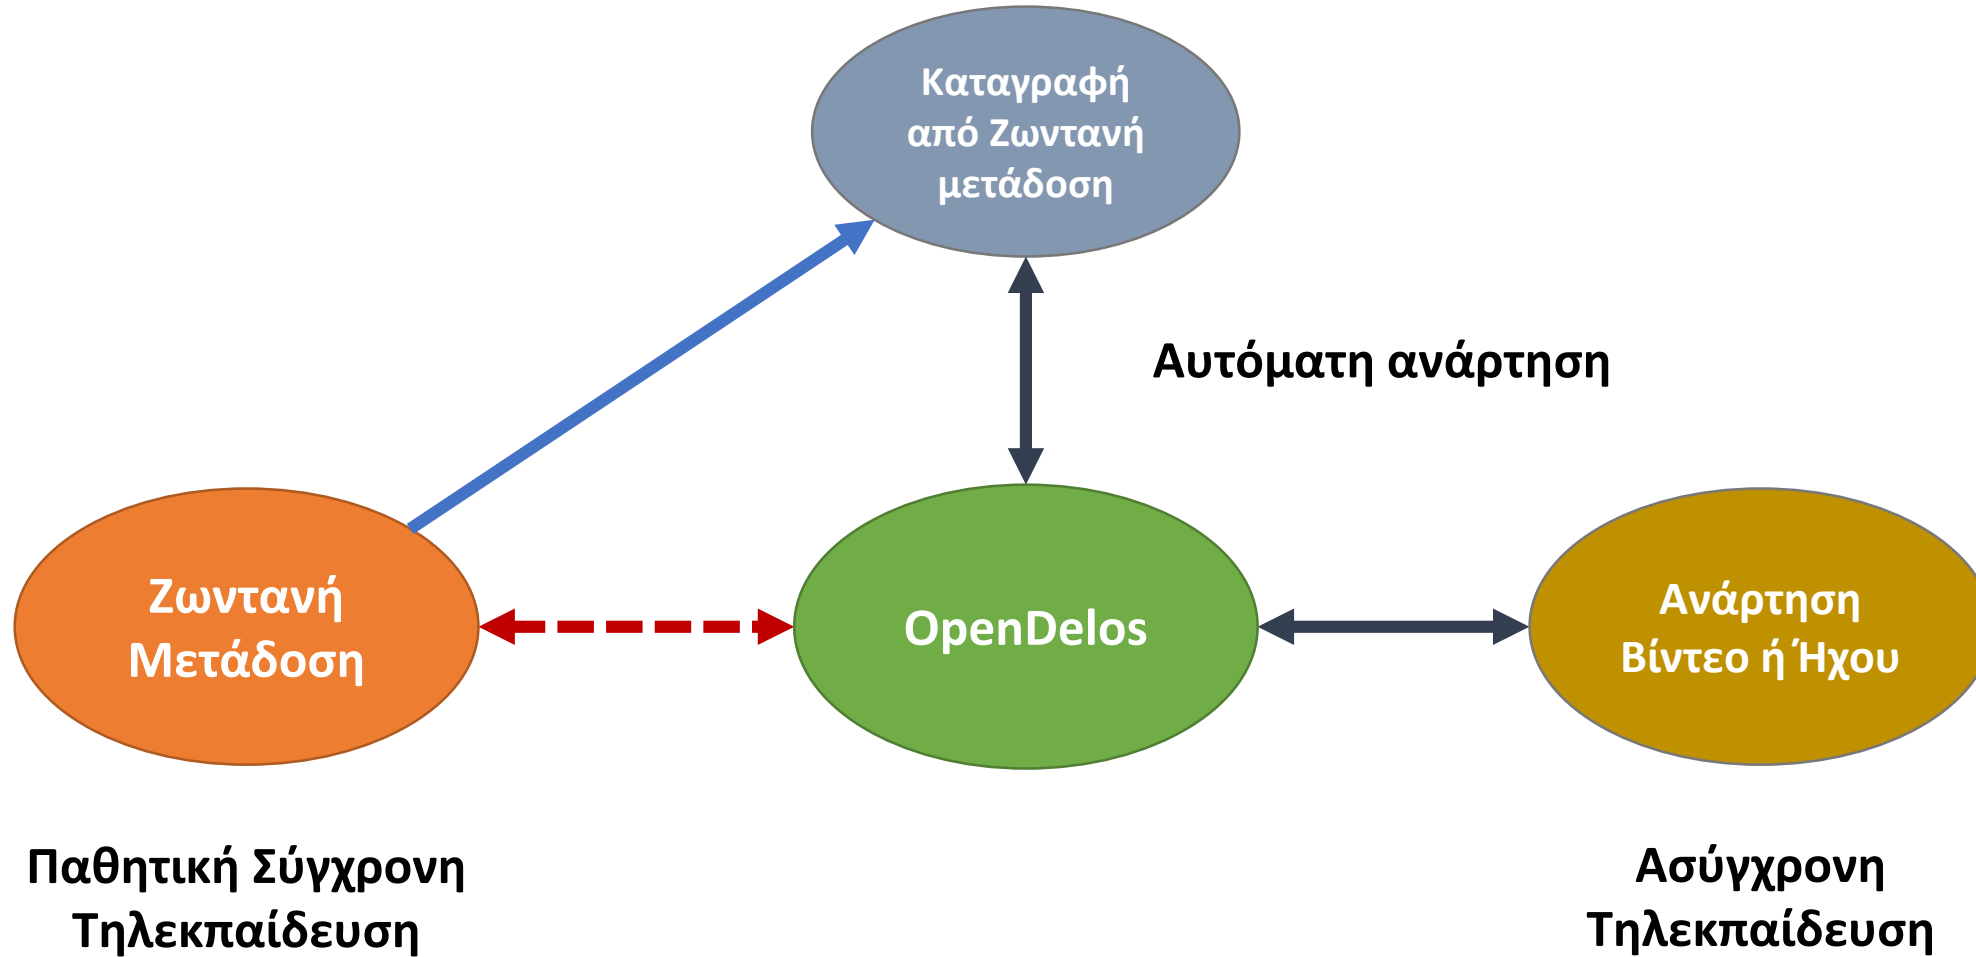 Καταγραφή
από Ζωντανή
μετάδοση
Αυτόματη ανάρτηση
Ζωντανή
Μετάδοση
OpenDelos
Ανάρτηση
Βίντεο ή Ήχου
Παθητική Σύγχρονη
Τηλεκπαίδευση
Ασύγχρονη
Τηλεκπαίδευση